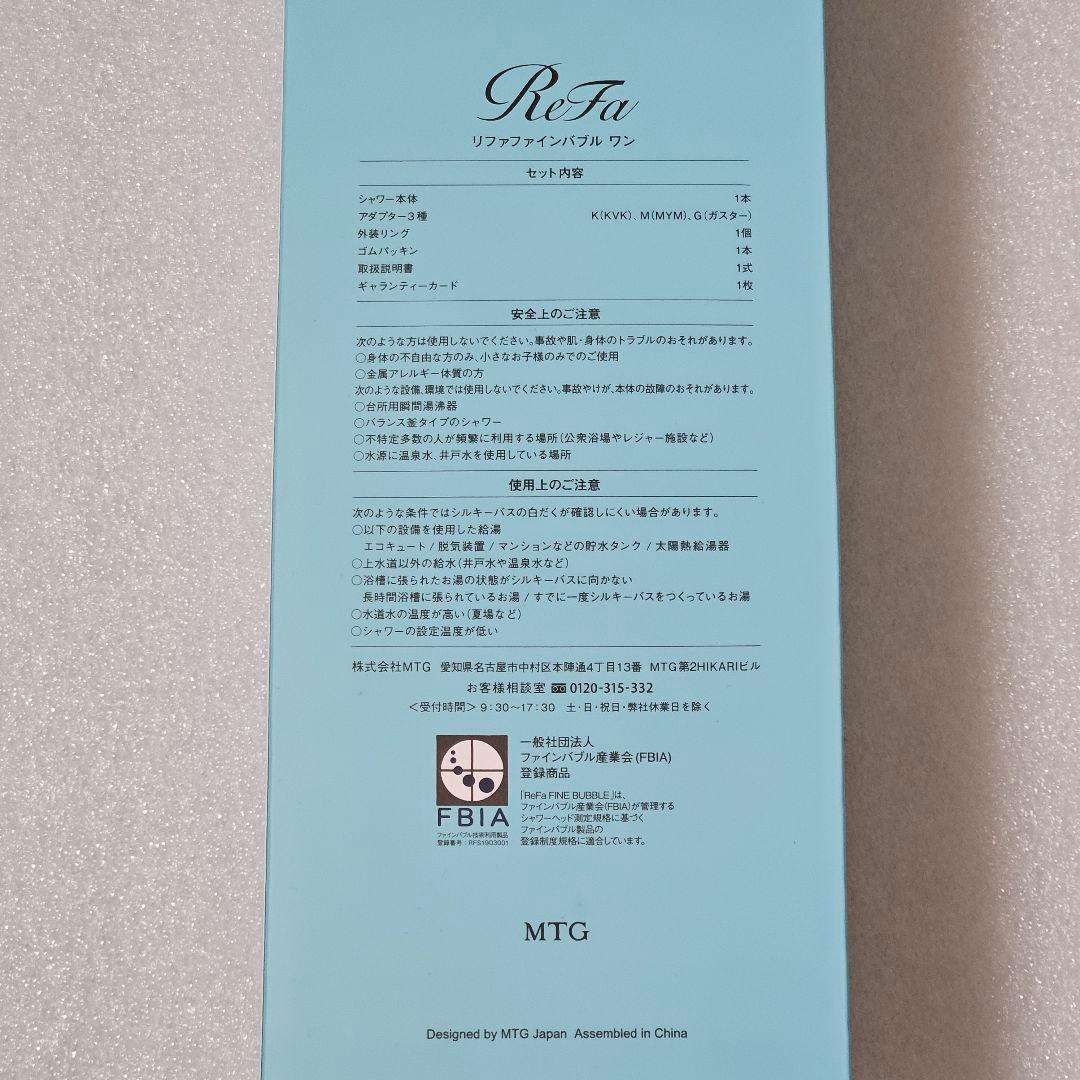 ReFa
リファファインバブル ワン
セット内容
シャワー本体 1本
アダプター3種 K(KVK)、M(MYM)、G(ガスター)
外装リング 1個
ゴムパッキン 1本
取扱説明書 1式
ギャランティーカード 1枚
安全上のご注意
次のような方は使用しないでください。事故や肌・身体のトラブルのおそれがあります。
○身体の不自由な方のみ、小さなお子様のみでのご使用
○金属アレルギー体質の方
次のような設備、環境では使用しないでください。事故やけが、本体の故障のおそれがあります。
○台所用瞬間湯沸器
○バランス釜タイプのシャワー
○不特定多数の人が頻繁に利用する場所(公衆浴場やレジャー施設など)
○水源に温泉水、井戸水を使用している場所
使用上のご注意
次のような条件ではシルキーバスの白だくが確認しにくい場合があります。
○以下の設備を使用した給湯
エコキュート / 脱気装置 / マンションなどの貯水タンク / 太陽熱給湯器
○上水道以外の給水(井戸水や温泉水など)
○浴槽に張られたお湯の状態がシルキーバスに向かない
長時間浴槽に張られているお湯 / すでに一度シルキーバスをつくっているお湯
○水道水の温度が高い(夏場など)
○シャワーの設定温度が低い
株式会社MTG 愛知県名古屋市中村区本陣通4丁目13番 MTG第2HIKARIビル
お客様相談室 0120-315-332
＜受付時間＞9:30〜17:30 土・日・祝日・弊社休業日を除く
一般社団法人
ファインバブル産業会(FBIA)
登録商品
「ReFa FINE BUBBLE」は、
ファインバブル産業会(FBIA)が管理する
シャワーヘッド測定規格に基づく
ファインバブル製品の
登録制度規格に適合しています。
FBIA
ファインバブル技術利用製品
登録番号：RFS1903001
MTG
Designed by MTG Japan Assembled in China